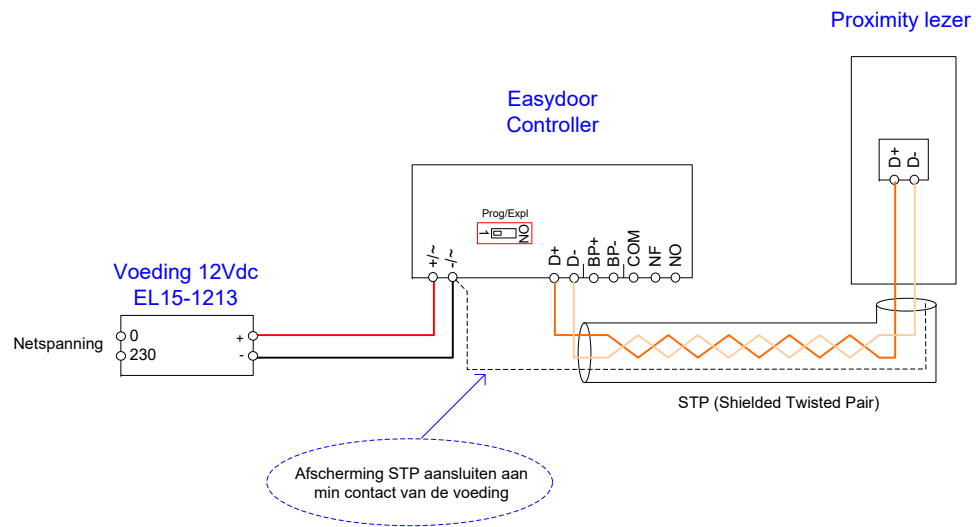 Proximity lezer
Easydoor
Controller
D+
D-
Prog/Expl
1
ON
+/~
-/~
D+
D-
BP+
BP-
COM
NF
NO
Voeding 12Vdc
EL15-1213
Netspanning
0
230
+
-
STP (Shielded Twisted Pair)
Afscherming STP aansluiten aan
min contact van de voeding